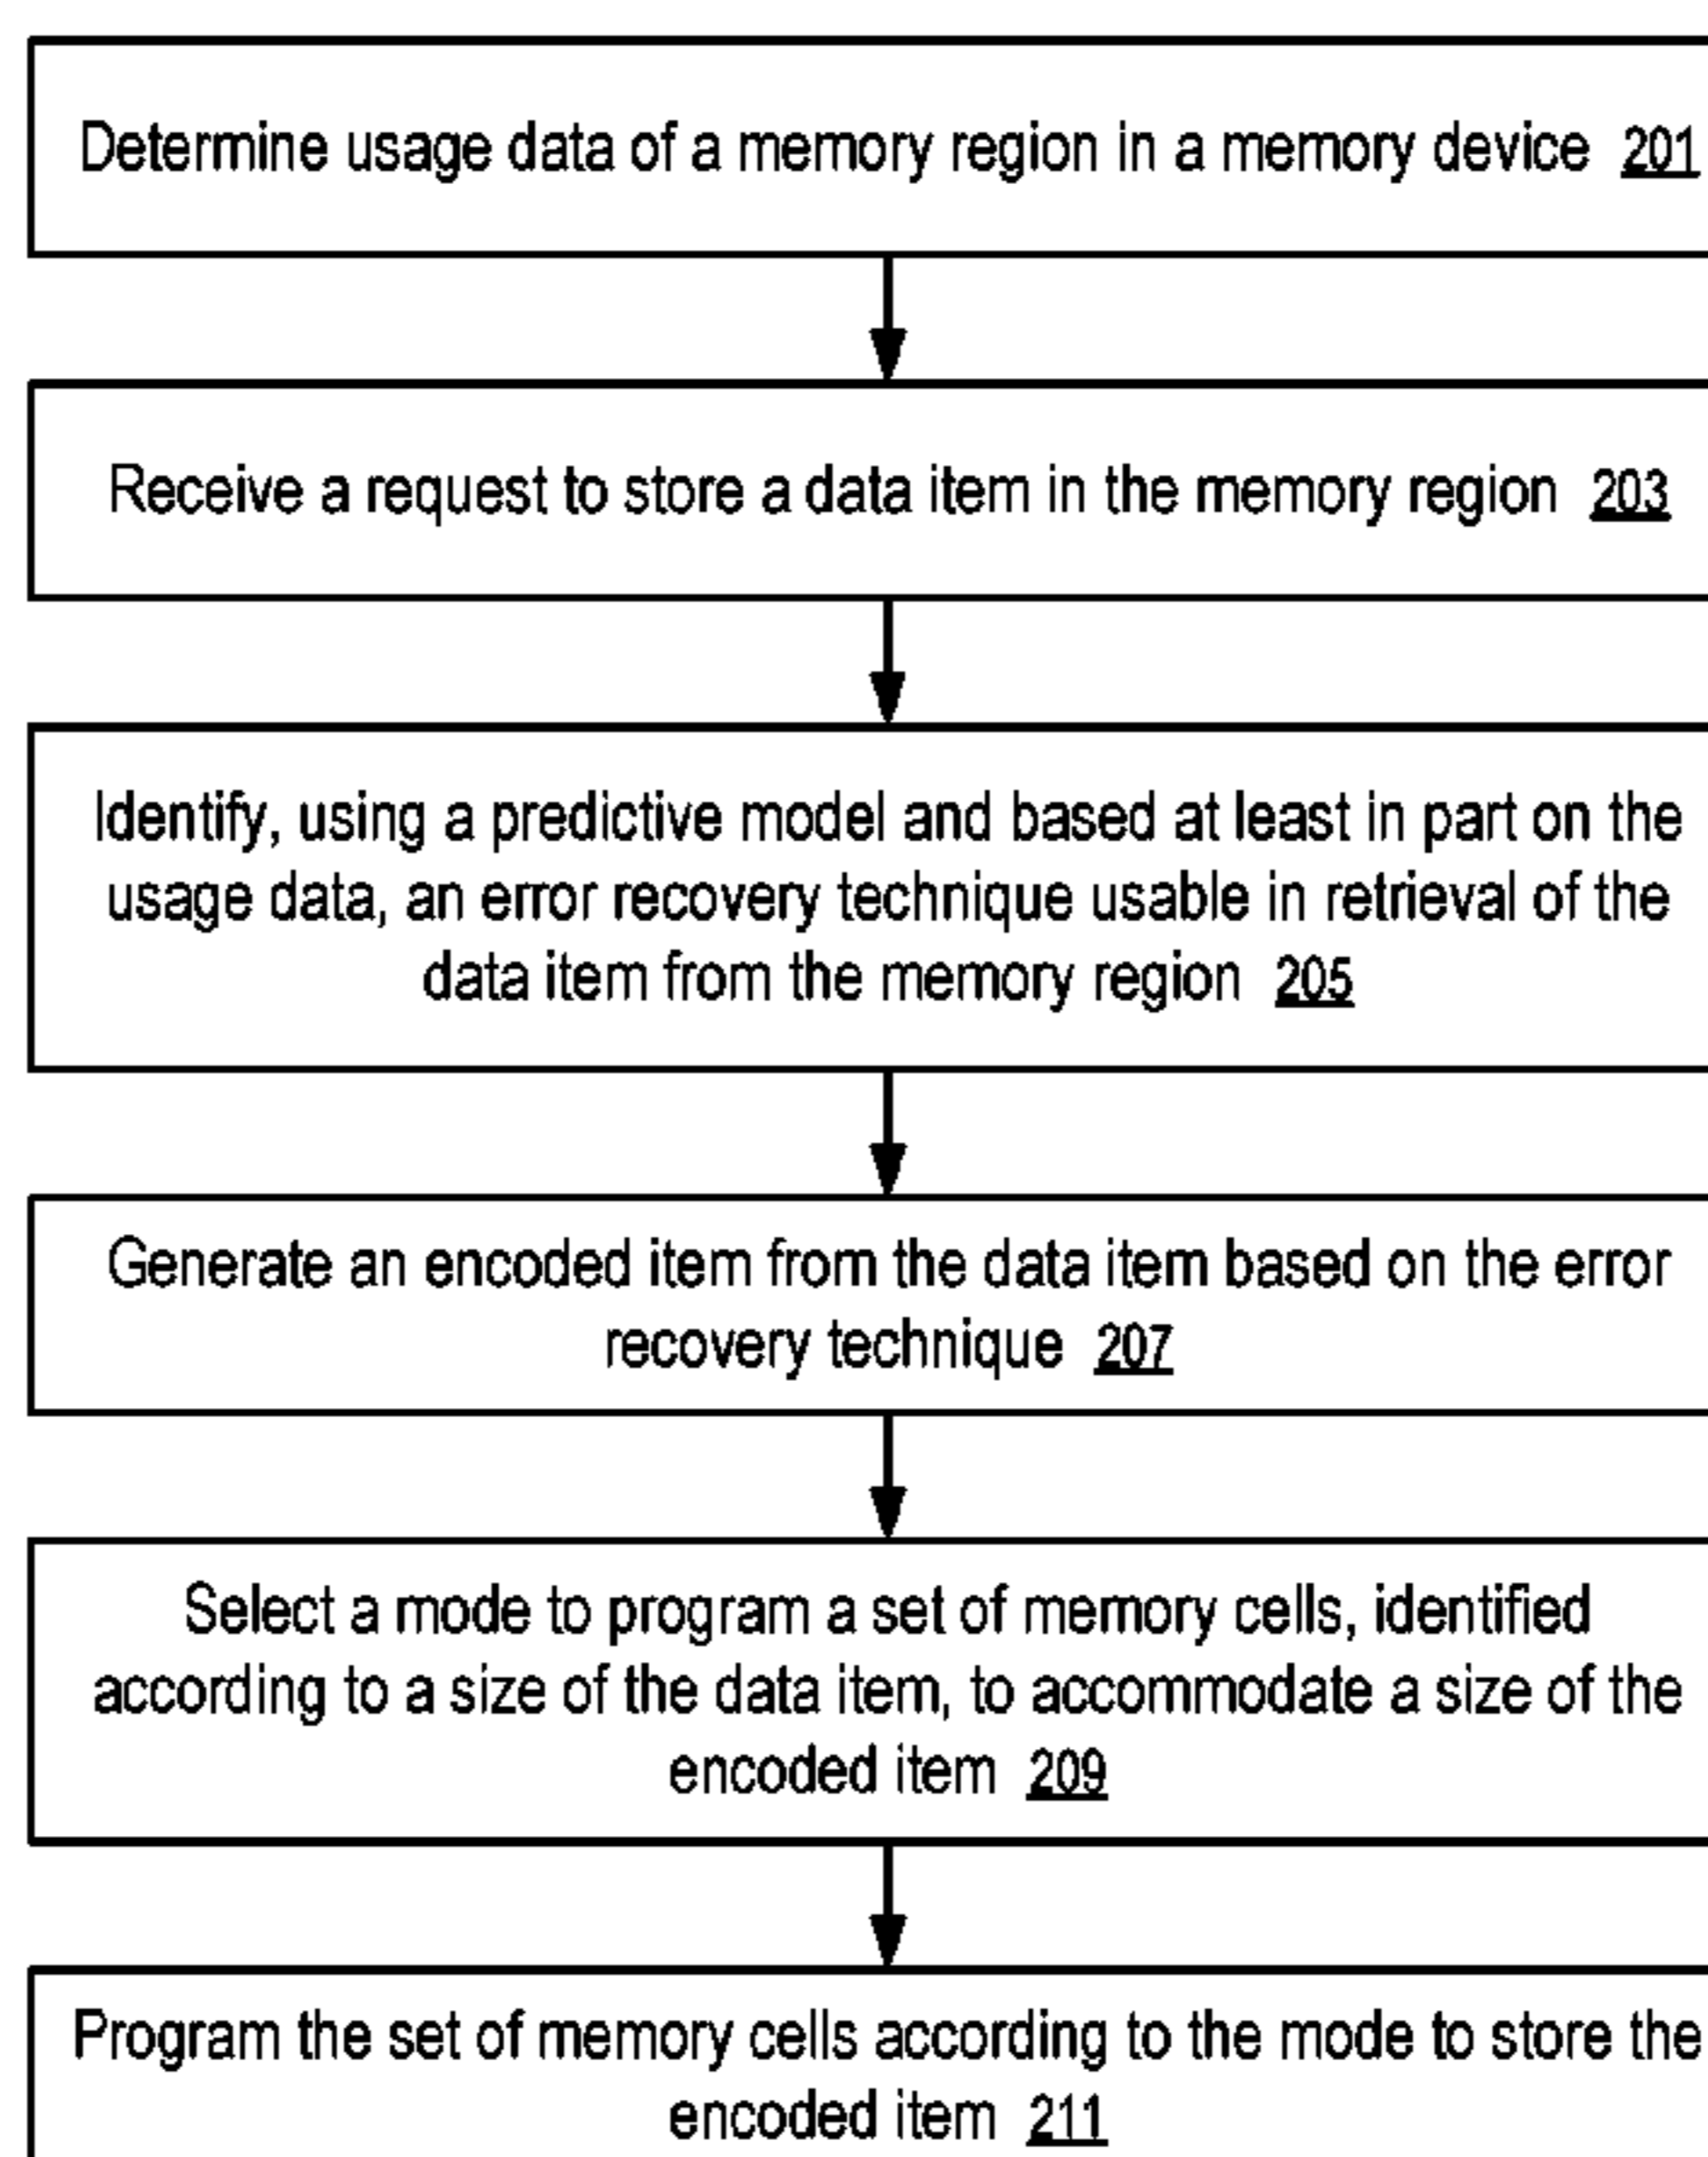 Determine usage data of a memory region in a memory device 201
Receive a request to store a data item in the memory region 203
Identify, using a predictive model and based at least in part on the
usage data, an error recovery technique usable in retrieval of the
data item from the memory region 205
Generate an encoded item from the data item based on the error
recovery technique 207
Select a mode to program a set of memory cells, identified
according to a size of the data item, to accommodate a size of the
encoded item 209
Program the set of memory cells according to the mode to store the
encoded item 211